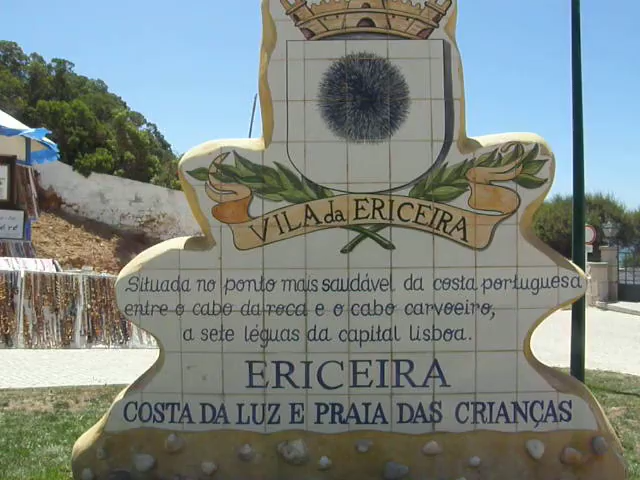 VILA da ERICEIRA
Situada no ponto mais saudável da costa portuguesa
entre o cabo da roca e o cabo carvoeiro,
a sete léguas da capital lisboa.
ERICEIRA
COSTA DA LUZ E PRAIA DAS CRIANÇAS